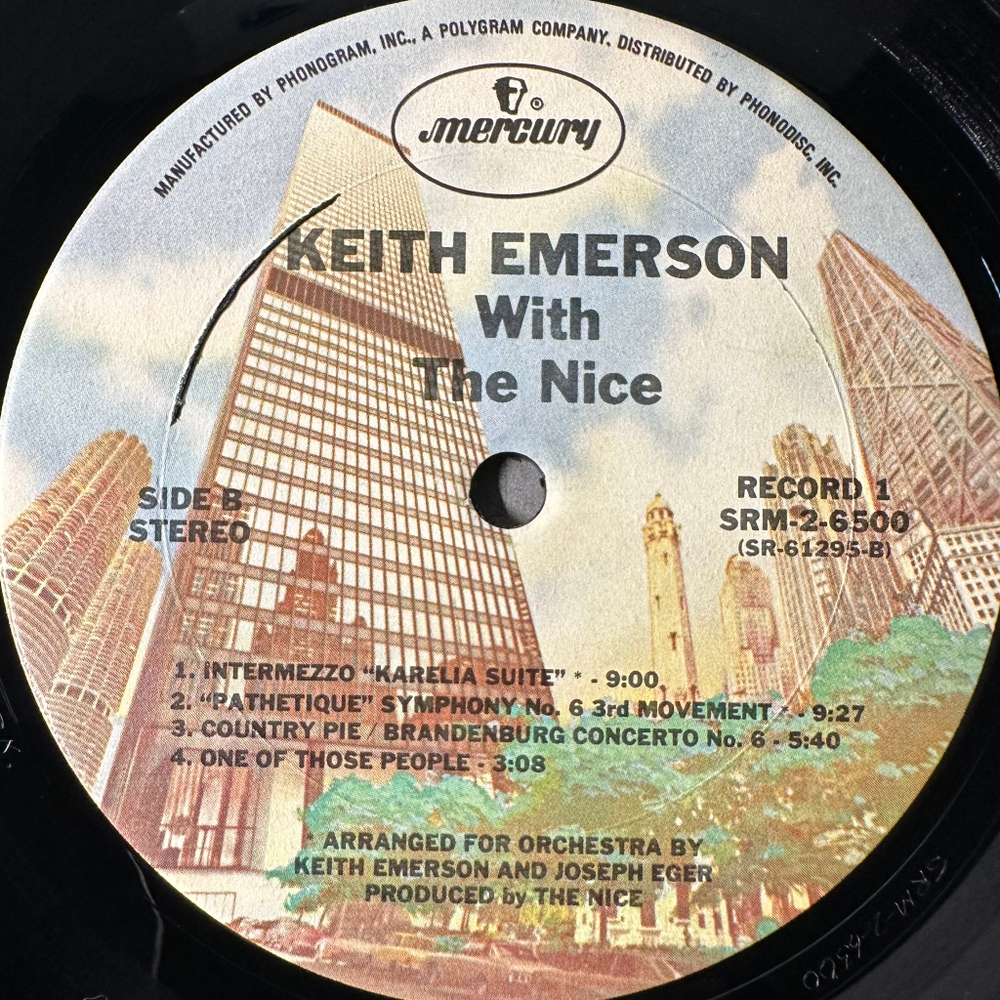 MANUFACTURED BY PHONOGRAM, INC., A POLYGRAM COMPANY. DISTRIBUTED BY PHONODISC, INC.
mercury
®
KEITH EMERSON
With
The Nice
SIDE B
STEREO
RECORD 1
SRM-2-6500
(SR-61295-B)
1. INTERMEZZO “KARELIA SUITE” * - 9:00
2. “PATHETIQUE” SYMPHONY No. 6 3rd MOVEMENT * - 9:27
3. COUNTRY PIE / BRANDENBURG CONCERTO No. 6 - 5:40
4. ONE OF THOSE PEOPLE - 3:08
* ARRANGED FOR ORCHESTRA BY
KEITH EMERSON AND JOSEPH EGER
PRODUCED by THE NICE
SRM-2-6500